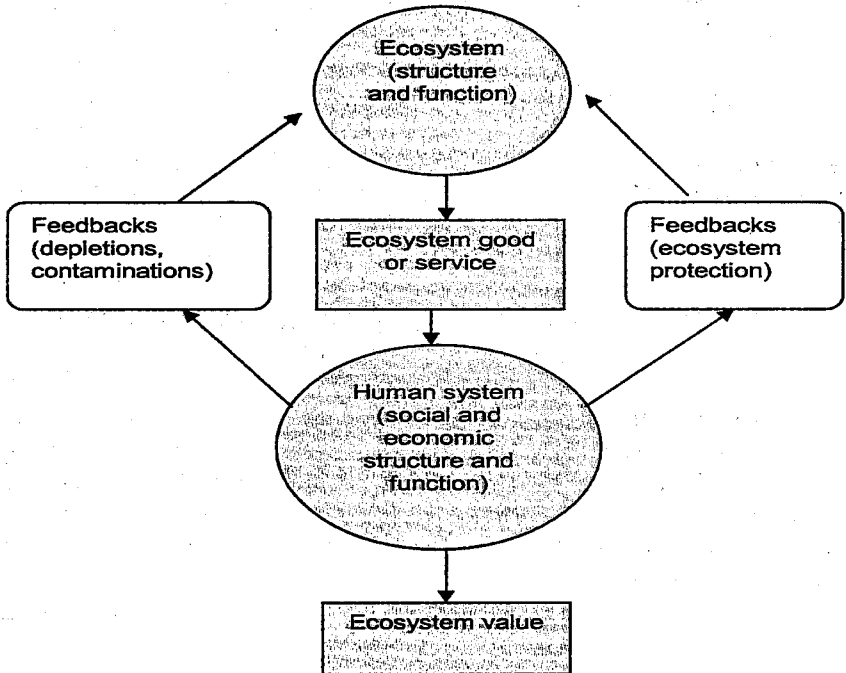 Ecosystem
(structure
and function)
Feedbacks
(depletions,
contaminations)
Ecosystem good
or service
Feedbacks
(ecosystem
protection)
Human system
(social and
economic
structure and
function)
Ecosystem value